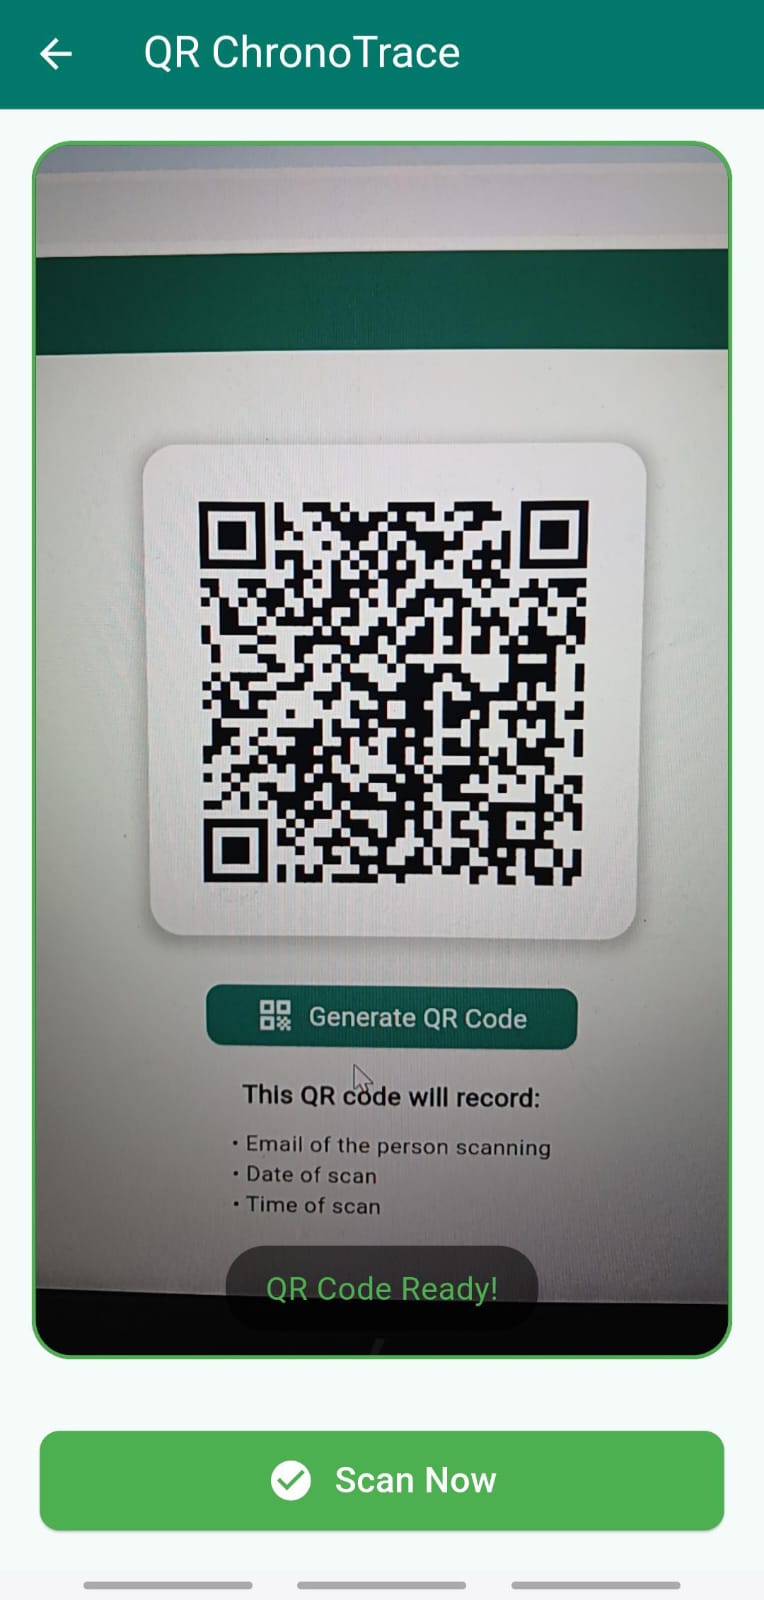 QR ChronoTrace
Generate QR Code
This QR code will record:
• Email of the person scanning
• Date of scan
• Time of scan
QR Code Ready!
Scan Now